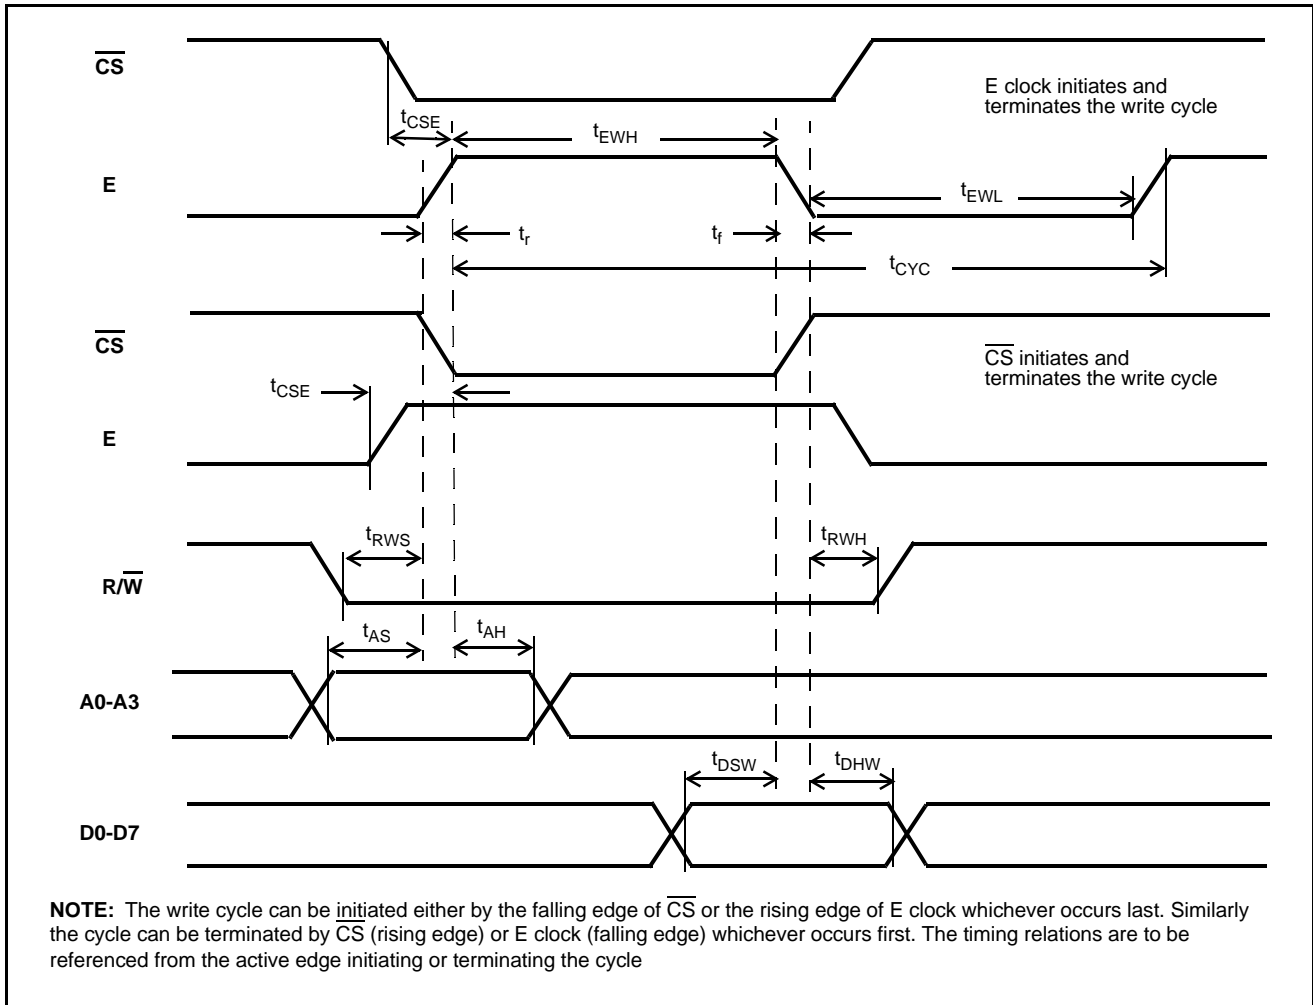 CS
E clock initiates and
terminates the write cycle
tCSE
tEWH
E
tEWL
tr
tf
tCYC
CS
CS initiates and
terminates the write cycle
tCSE
E
tRWS
tRWH
R/W
tAS
tAH
A0-A3
tDSW
tDHW
D0-D7
NOTE: The write cycle can be initiated either by the falling edge of CS or the rising edge of E clock whichever occurs last. Similarly
the cycle can be terminated by CS (rising edge) or E clock (falling edge) whichever occurs first. The timing relations are to be
referenced from the active edge initiating or terminating the cycle